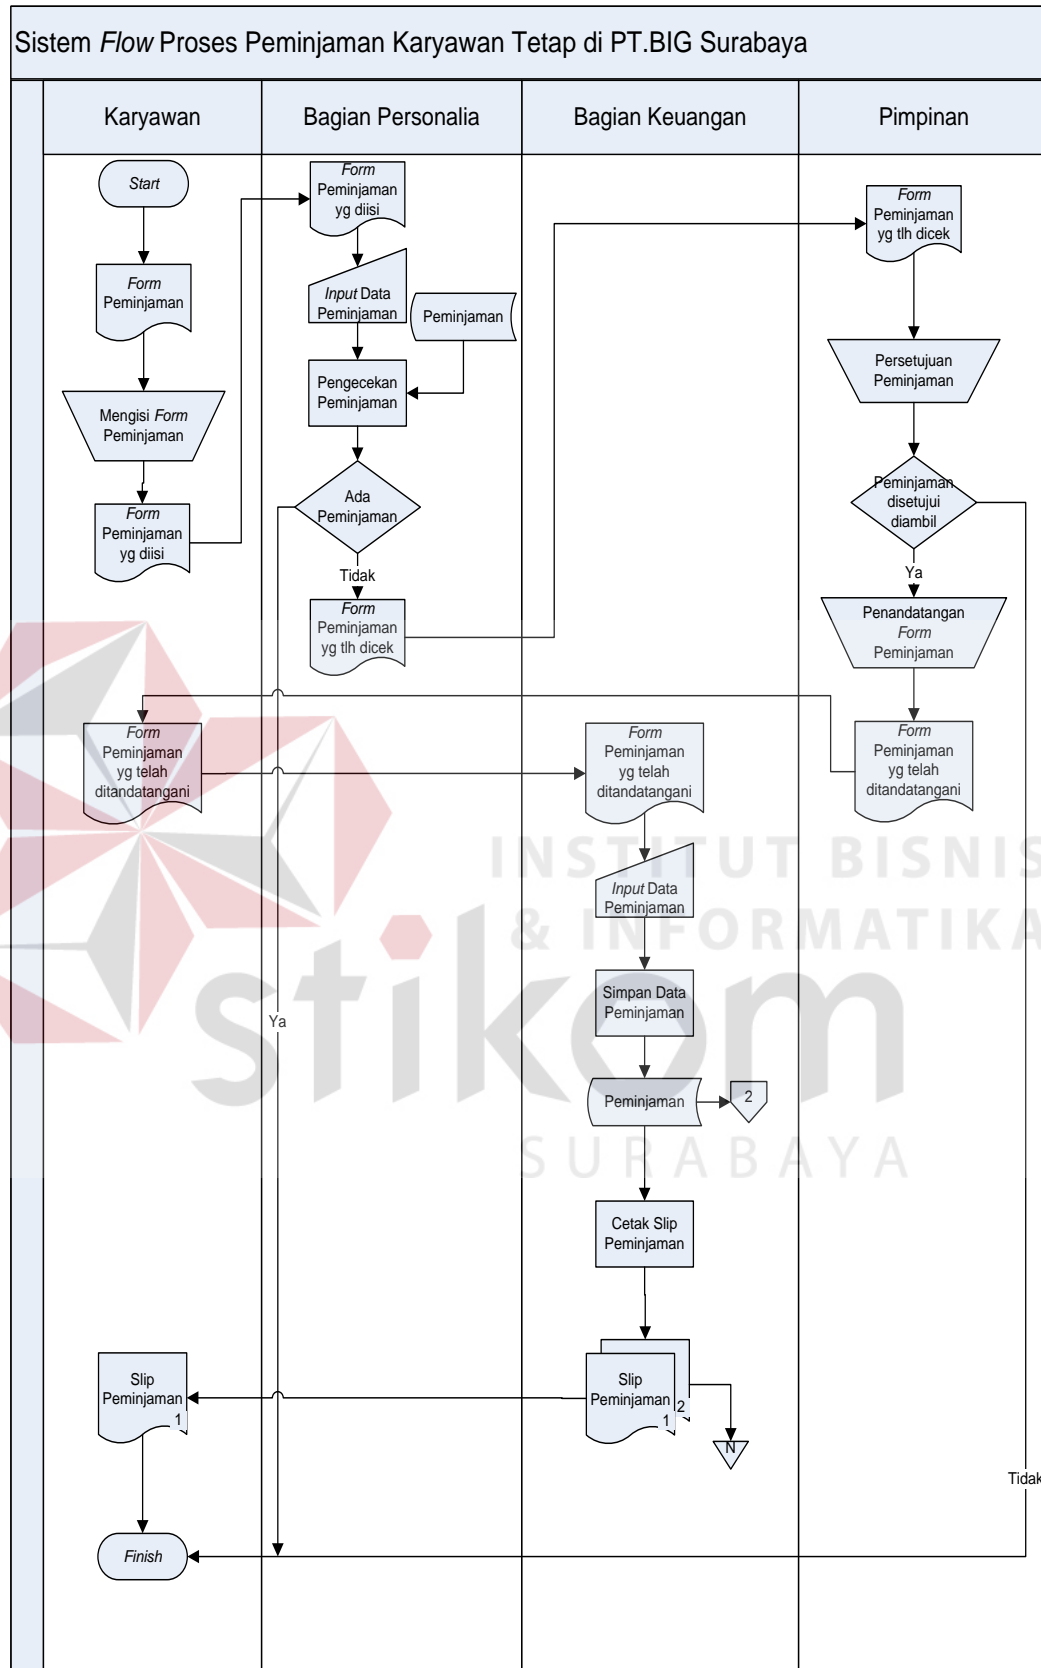 Sistem Flow Proses Peminjaman Karyawan Tetap di PT.BIG Surabaya
Karyawan
Bagian Personalia
Bagian Keuangan
Pimpinan
Start
Form
Peminjaman
Mengisi Form
Peminjaman
Form
Peminjaman
yg diisi
Form
Peminjaman
yg diisi
Input Data
Peminjaman
Peminjaman
Pengecekan
Peminjaman
Ada
Peminjaman
Tidak
Form
Peminjaman
yg tlh dicek
Form
Peminjaman
yg tlh dicek
Persetujuan
Peminjaman
Peminjaman
disetujui
diambil
Ya
Penandatangan
Form
Peminjaman
Form
Peminjaman
yg telah
ditandatangani
Form
Peminjaman
yg telah
ditandatangani
Form
Peminjaman
yg telah
ditandatangani
Input Data
Peminjaman
Simpan Data
Peminjaman
Ya
Peminjaman
2
Cetak Slip
Peminjaman
Slip
Peminjaman
1
2
N
Slip
Peminjaman
1
Tidak
Finish
INSTITUT BISNIS
& INFORMATIKA
stikom
SURABAYA